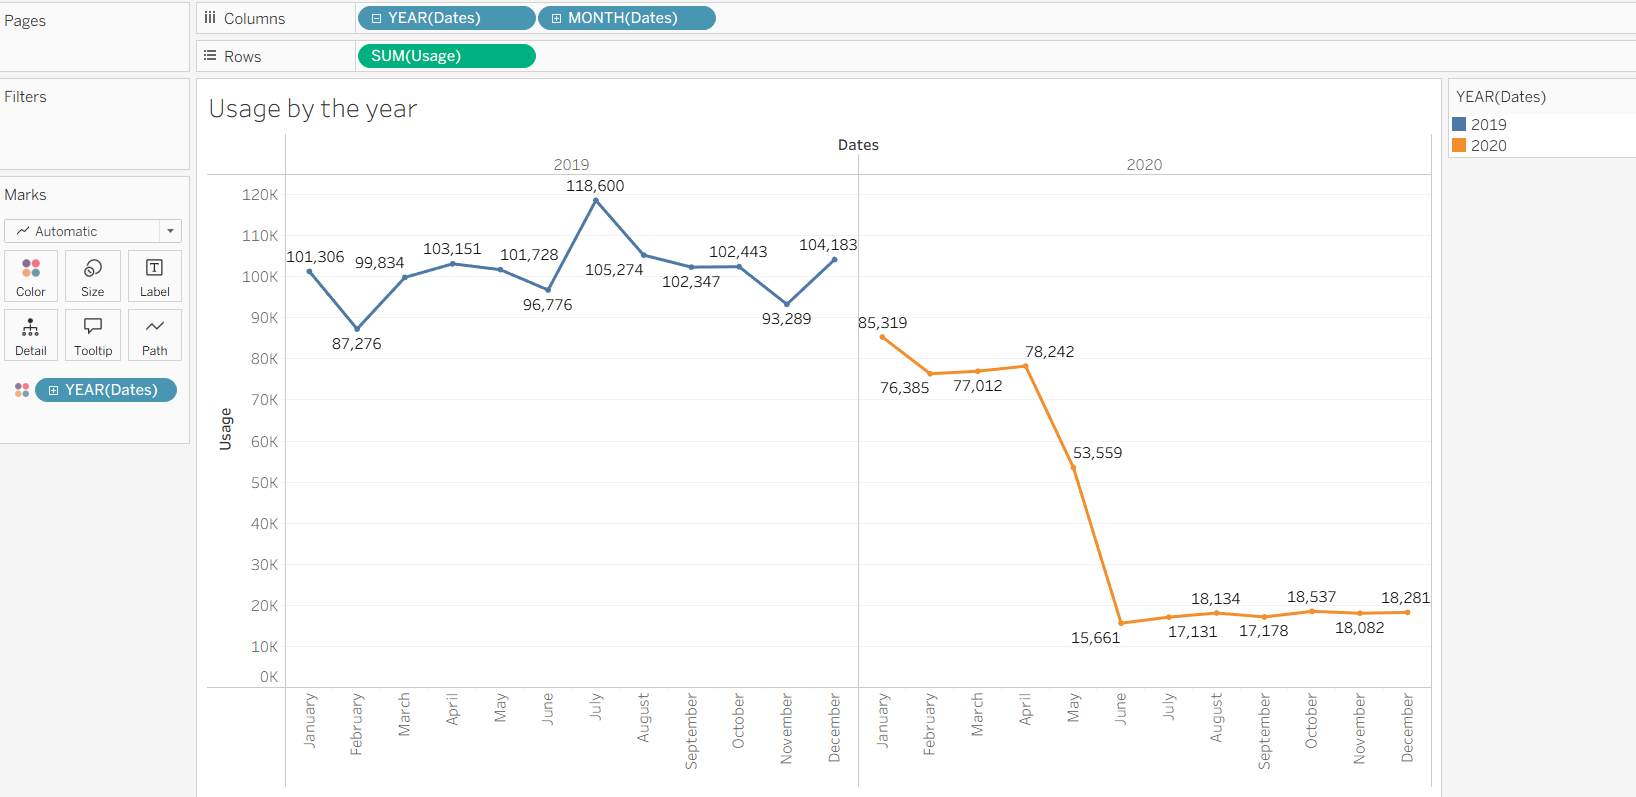 Pages
Columns
YEAR(Dates)
MONTH(Dates)
Rows
SUM(Usage)
Filters
Marks
Automatic
Color
Size
Label
Detail
Tooltip
Path
YEAR(Dates)
Usage by the year
Dates
2019
2020
120K
110K
100K
90K
80K
70K
60K
50K
40K
30K
20K
10K
0K
Usage
101,306
87,276
99,834
103,151
101,728
96,776
118,600
105,274
102,347
102,443
93,289
104,183
85,319
76,385
77,012
78,242
53,559
15,661
17,131
18,134
17,178
18,537
18,082
18,281
January
February
March
April
May
June
July
August
September
October
November
December
January
February
March
April
May
June
July
August
September
October
November
December
YEAR(Dates)
2019
2020